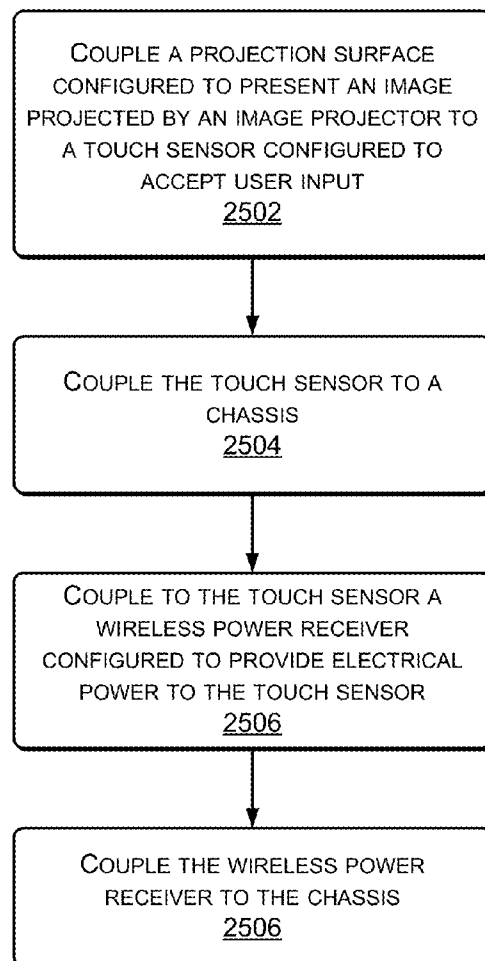 COUPLE A PROJECTION SURFACE
CONFIGURED TO PRESENT AN IMAGE
PROJECTED BY AN IMAGE PROJECTOR TO
A TOUCH SENSOR CONFIGURED TO
ACCEPT USER INPUT
2502
COUPLE THE TOUCH SENSOR TO A
CHASSIS
2504
COUPLE TO THE TOUCH SENSOR A
WIRELESS POWER RECEIVER
CONFIGURED TO PROVIDE ELECTRICAL
POWER TO THE TOUCH SENSOR
2506
COUPLE THE WIRELESS POWER
RECEIVER TO THE CHASSIS
2506